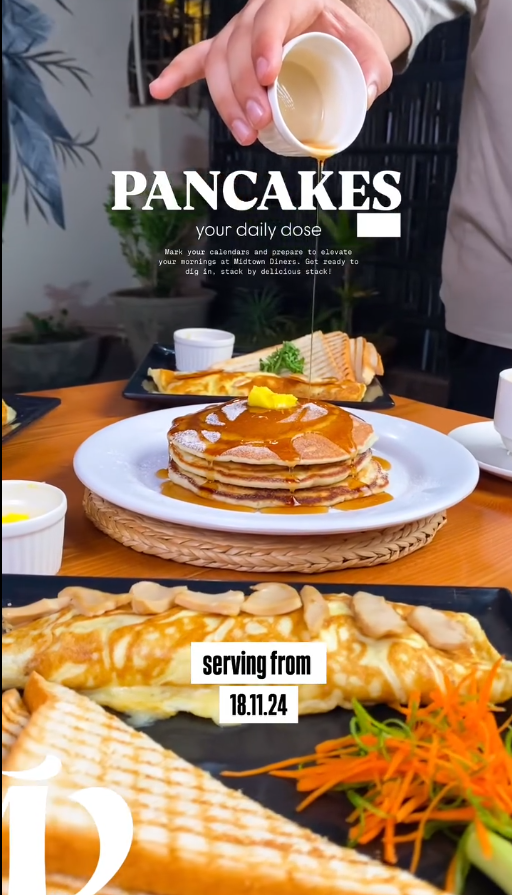 PANCAKES
your daily dose
Mark your calendars and prepare to elevate
your mornings at Midtown Diners. Get ready to
dig in, stack by delicious stack!
serving from
18.11.24